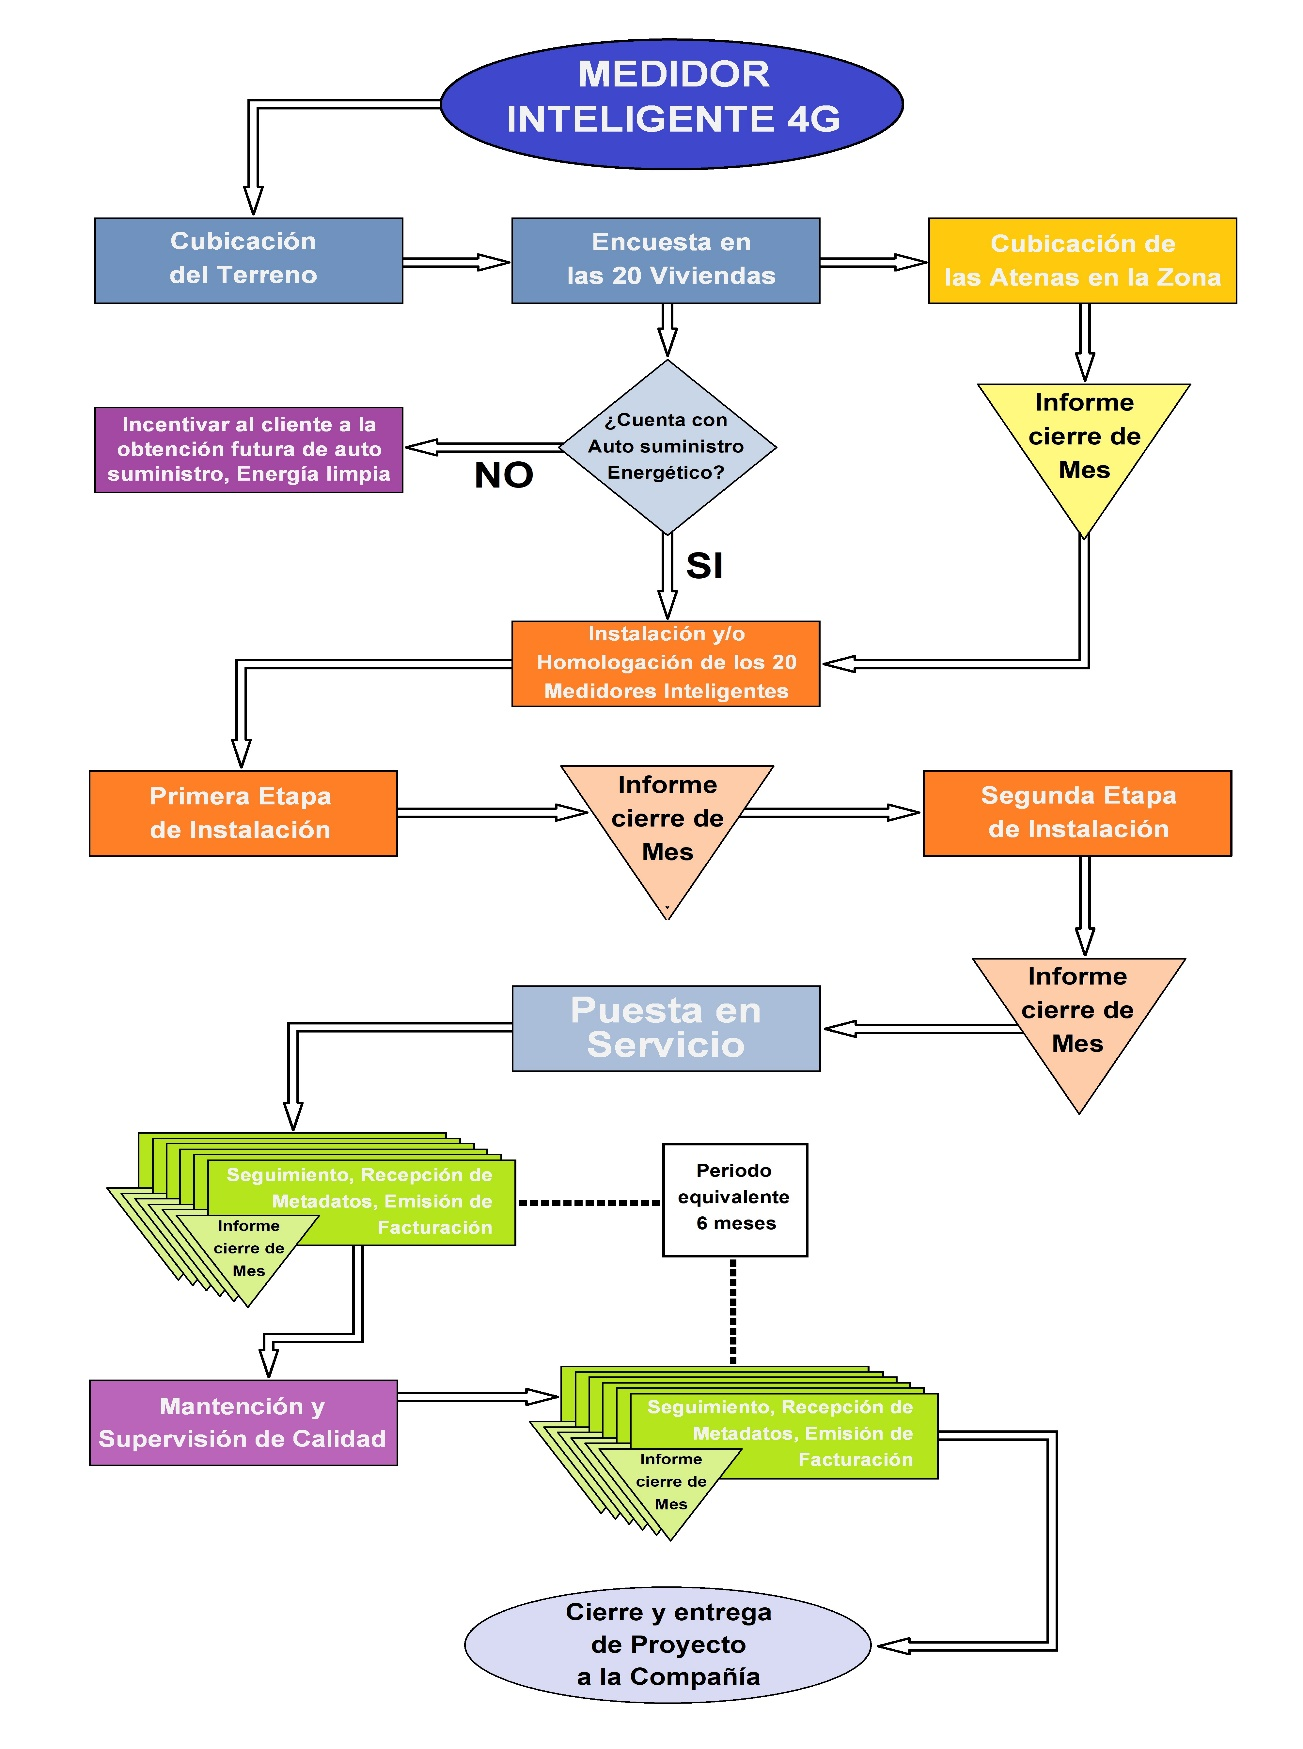 MEDIDOR
INTELIGENTE 4G
Cubicación
del Terreno
Encuesta en
las 20 Viviendas
Cubicación de
las Atenas en la Zona
¿Cuenta con
Auto suministro
Energético?
Incentivar al cliente a la
obtención futura de auto
suministro, Energía limpia
NO
SI
Informe
cierre de
Mes
Instalación y/o
Homologación de los 20
Medidores Inteligentes
Primera Etapa
de Instalación
Informe
cierre de
Mes
Segunda Etapa
de Instalación
Informe
cierre de
Mes
Puesta en
Servicio
Seguimiento, Recepción de
Metadatos, Emisión de
Facturación
Informe
cierre de
Mes
Periodo
equivalente
6 meses
Mantención y
Supervisión de Calidad
Seguimiento, Recepción de
Metadatos, Emisión de
Facturación
Informe
cierre de
Mes
Cierre y entrega
de Proyecto
a la Compañía